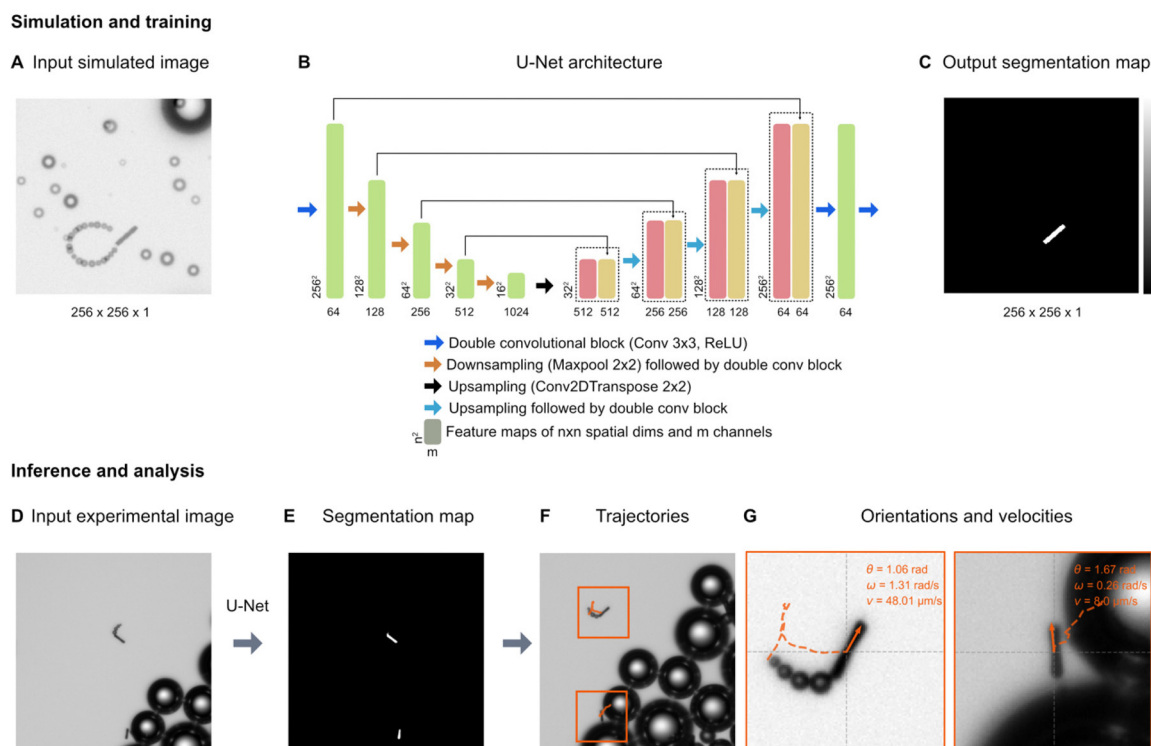 Simulation and training
A Input simulated image
B U-Net architecture
C Output segmentation map
256²
64
128²
128
64²
256
32²
512
16²
1024
32²
512 512
64²
256 256
128²
128 128
256²
64 64
256²
64
256 x 256 x 1
256 x 256 x 1
Double convolutional block (Conv 3x3, ReLU)
Downsampling (Maxpool 2x2) followed by double conv block
Upsampling (Conv2DTranspose 2x2)
Upsampling followed by double conv block
n²
m
Feature maps of nxn spatial dims and m channels
Inference and analysis
D Input experimental image
E Segmentation map
F Trajectories
G Orientations and velocities
U-Net
θ = 1.06 rad
ω = 1.31 rad/s
v = 48.01 μm/s
θ = 1.67 rad
ω = 0.26 rad/s
v = 8.0 μm/s